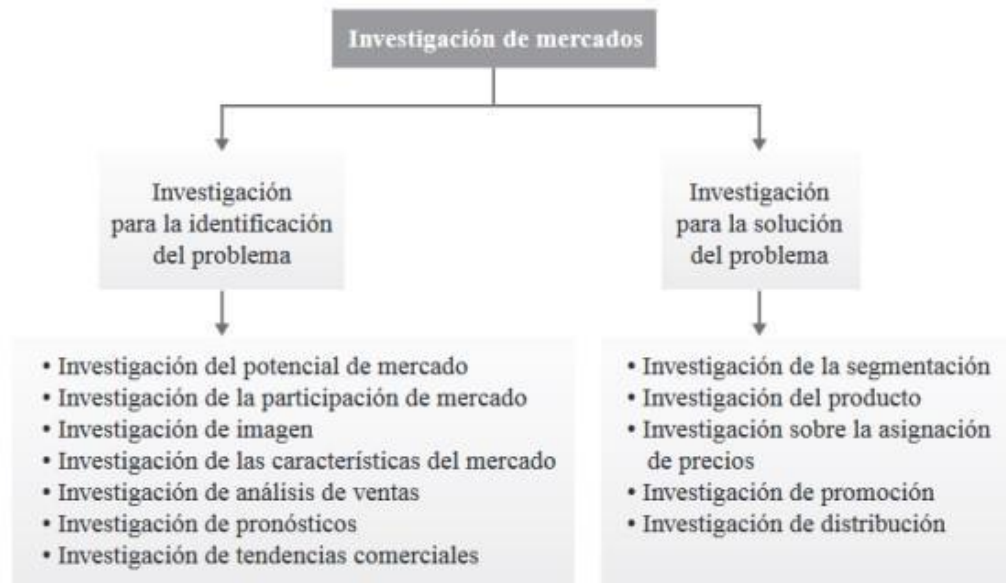 Investigación de mercados
Investigación
para la identificación
del problema
Investigación
para la solución
del problema
• Investigación del potencial de mercado
• Investigación de la participación de mercado
• Investigación de imagen
• Investigación de las características del mercado
• Investigación de análisis de ventas
• Investigación de pronósticos
• Investigación de tendencias comerciales
• Investigación de la segmentación
• Investigación del producto
• Investigación sobre la asignación
de precios
• Investigación de promoción
• Investigación de distribución